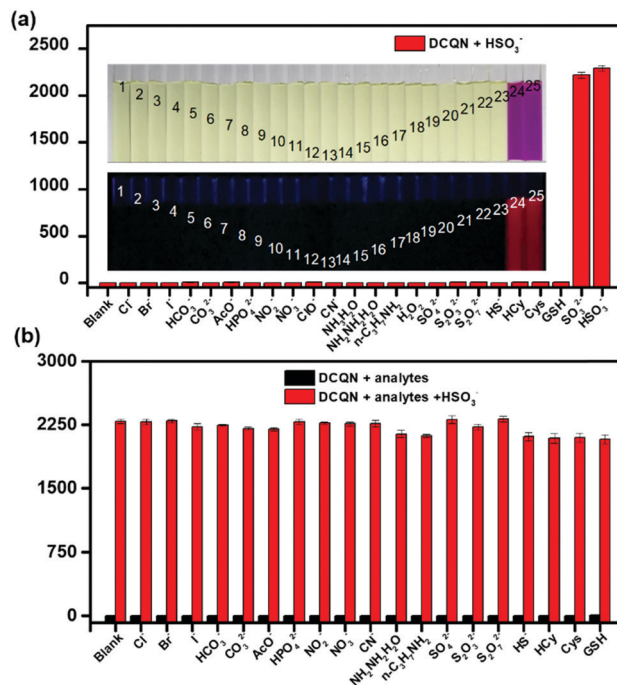 (a)
2500
2000
1500
1000
500
0
DCQN + HSO₃⁻
1 2 3 4 5 6 7 8 9 10 11 12 13 14 15 16 17 18 19 20 21 22 23 24 25
1 2 3 4 5 6 7 8 9 10 11 12 13 14 15 16 17 18 19 20 21 22 23 24 25
Blank
Cl⁻
Br⁻
I⁻
HCO₃⁻
CO₃²⁻
AcO⁻
HPO₄²⁻
NO₂⁻
NO₃⁻
ClO⁻
CN⁻
NH₃H₂O
NH₂NH₂H₂O
n-C₃H₇NH₂
H₂O₂
SO₄²⁻
S₂O₃²⁻
S₂O₇²⁻
HS⁻
HCy
Cys
GSH
SO₃²⁻
HSO₃⁻
(b)
3000
2250
1500
750
0
DCQN + analytes
DCQN + analytes +HSO₃⁻
Blank
Cl⁻
Br⁻
I⁻
HCO₃⁻
CO₃²⁻
AcO⁻
HPO₄²⁻
NO₂⁻
NO₃⁻
CN⁻
NH₂NH₂H₂O
n-C₃H₇NH₂
SO₄²⁻
S₂O₃²⁻
S₂O₇²⁻
HS⁻
HCy
Cys
GSH